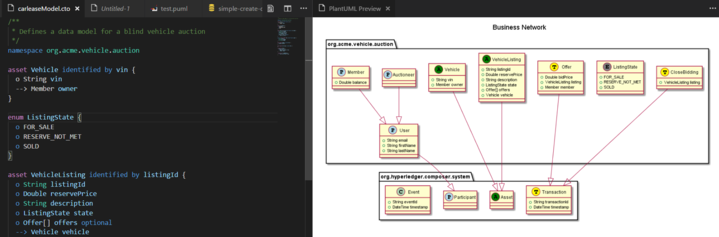 carleaseModel.cto
Untitled-1
test.puml
simple-create-s
/**
* Defines a data model for a blind vehicle auction
*/
namespace org.acme.vehicle.auction
asset Vehicle identified by vin {
o String vin
--> Member owner
}
enum ListingState {
o FOR_SALE
o RESERVE_NOT_MET
o SOLD
}
asset VehicleListing identified by listingId {
o String listingId
o Double reservePrice
o String description
o ListingState state
o Offer[] offers optional
--> Vehicle vehicle
PlantUML Preview
Business Network
org.acme.vehicle.auction
P Member
Double balance
P Auctioneer
A Vehicle
String vin
Member owner
A VehicleListing
String listingId
Double reservePrice
String description
ListingState state
Offer[] offers
Vehicle vehicle
T Offer
Double bidPrice
VehicleListing listing
Member member
E ListingState
FOR_SALE
RESERVE_NOT_MET
SOLD
T CloseBidding
VehicleListing listing
P User
String email
String firstName
String lastName
org.hyperledger.composer.system
C Event
String eventId
DateTime timestamp
P Participant
A Asset
T Transaction
String transactionId
DateTime timestamp